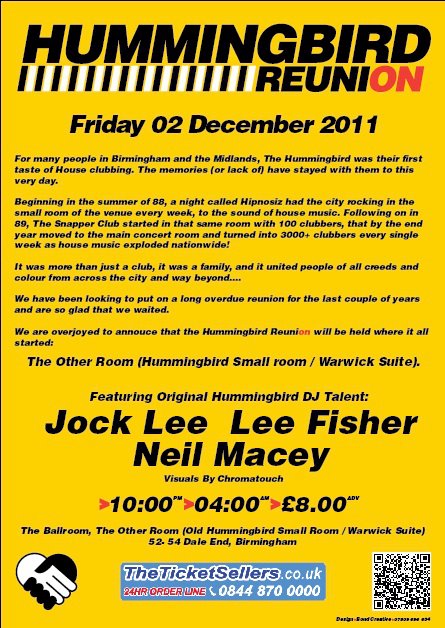 HUMMINGBIRD
REUNION
Friday 02 December 2011
For many people in Birmingham and the Midlands, The Hummingbird was their first
taste of House clubbing. The memories (or lack of) have stayed with them to this
very day.
Beginning in the summer of 88, a night called Hipnosiz had the city rocking in the
small room of the venue every week, to the sound of house music. Following on in
89, The Snapper Club started in that same room with 100 clubbers, that by the end
year moved to the main concert room and turned into 3000+ clubbers every single
week as house music exploded nationwide!
It was more than just a club, it was a family, and it united people of all creeds and
colour from across the city and way beyond....
We have been looking to put on a long overdue reunion for the last couple of years
and are so glad that we waited.
We are overjoyed to annouce that the Hummingbird Reunion will be held where it all
started:
The Other Room (Hummingbird Small room / Warwick Suite).
Featuring Original Hummingbird DJ Talent:
Jock Lee Lee Fisher
Neil Macey
Visuals By Chromatouch
>10:00PM >04:00AM >£8.00ADV
The Ballroom, The Other Room (Old Hummingbird Small Room / Warwick Suite)
52- 54 Dale End, Birmingham
TheTicketSellers.co.uk
24HR ORDER LINE 0844 870 0000
Design: Bond Creative